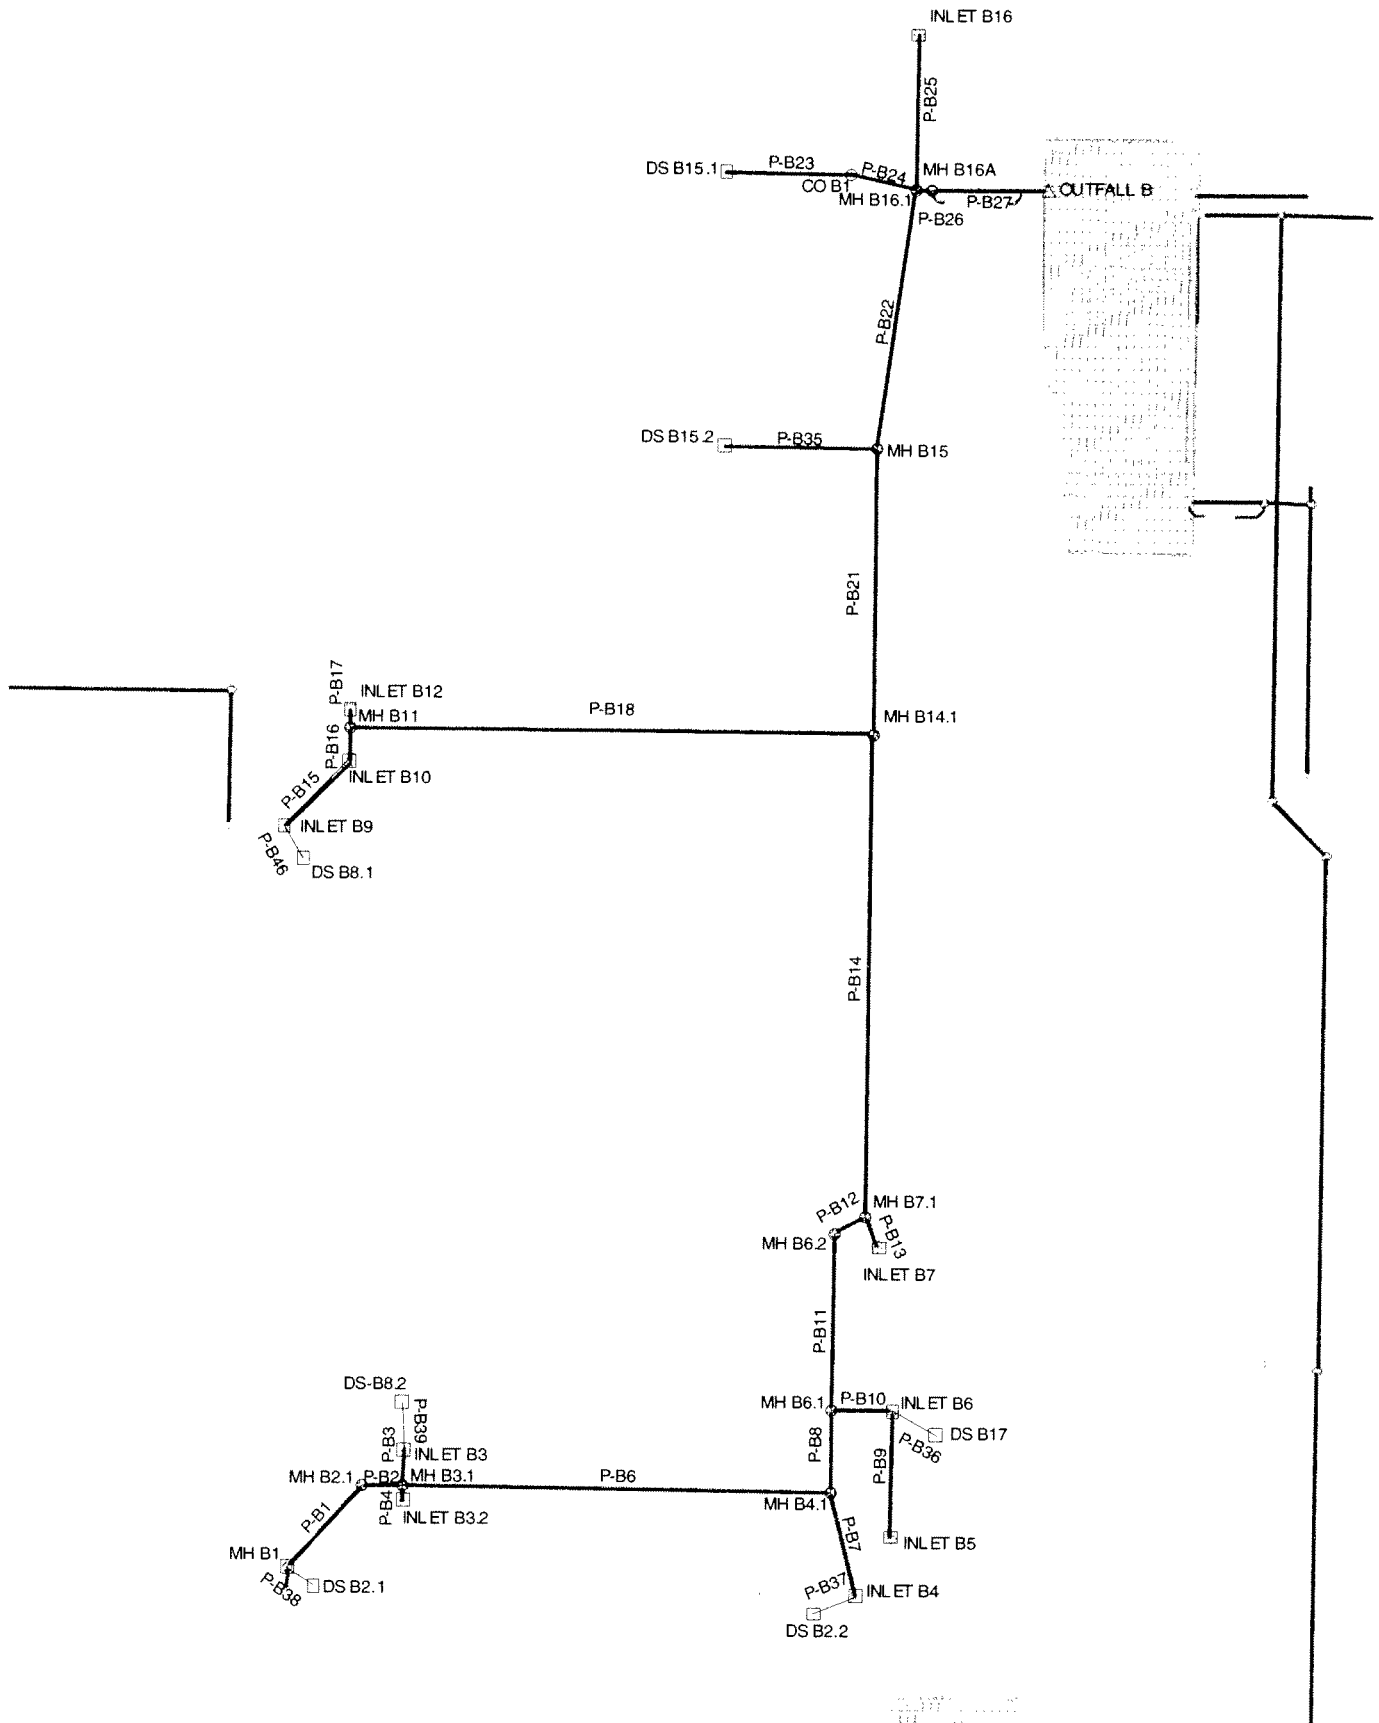 INLET B16
P-B25
DS B15.1
P-B23
CO B1
P-B24
MH B16A
MH B16.1
P-B26
P-B27
OUTFALL B
P-B22
DS B15.2
P-B35
MH B15
P-B21
P-B17
INLET B12
MH B11
P-B18
MH B14.1
P-B16
INLET B10
P-B15
INLET B9
P-B46
DS B8.1
P-B14
P-B12
MH B7.1
MH B6.2
P-B13
INLET B7
P-B11
DS-B8.2
P-B39
MH B6.1
P-B10
INLET B6
DS B17
P-B36
P-B3
INLET B3
P-B8
P-B9
MH B2.1
P-B2
MH B3.1
P-B6
P-B4
INLET B3.2
MH B4.1
P-B1
P-B7
INLET B5
MH B1
P-B38
DS B2.1
P-B37
INLET B4
DS B2.2